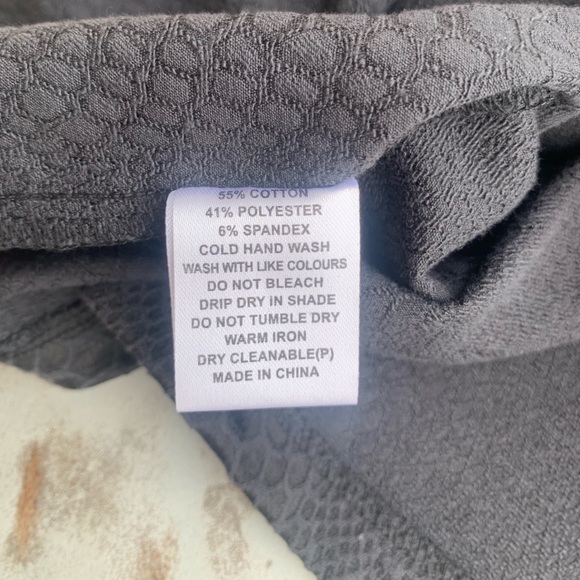 55% COTTON
41% POLYESTER
6% SPANDEX
COLD HAND WASH
WASH WITH LIKE COLOURS
DO NOT BLEACH
DRIP DRY IN SHADE
DO NOT TUMBLE DRY
WARM IRON
DRY CLEANABLE(P)
MADE IN CHINA